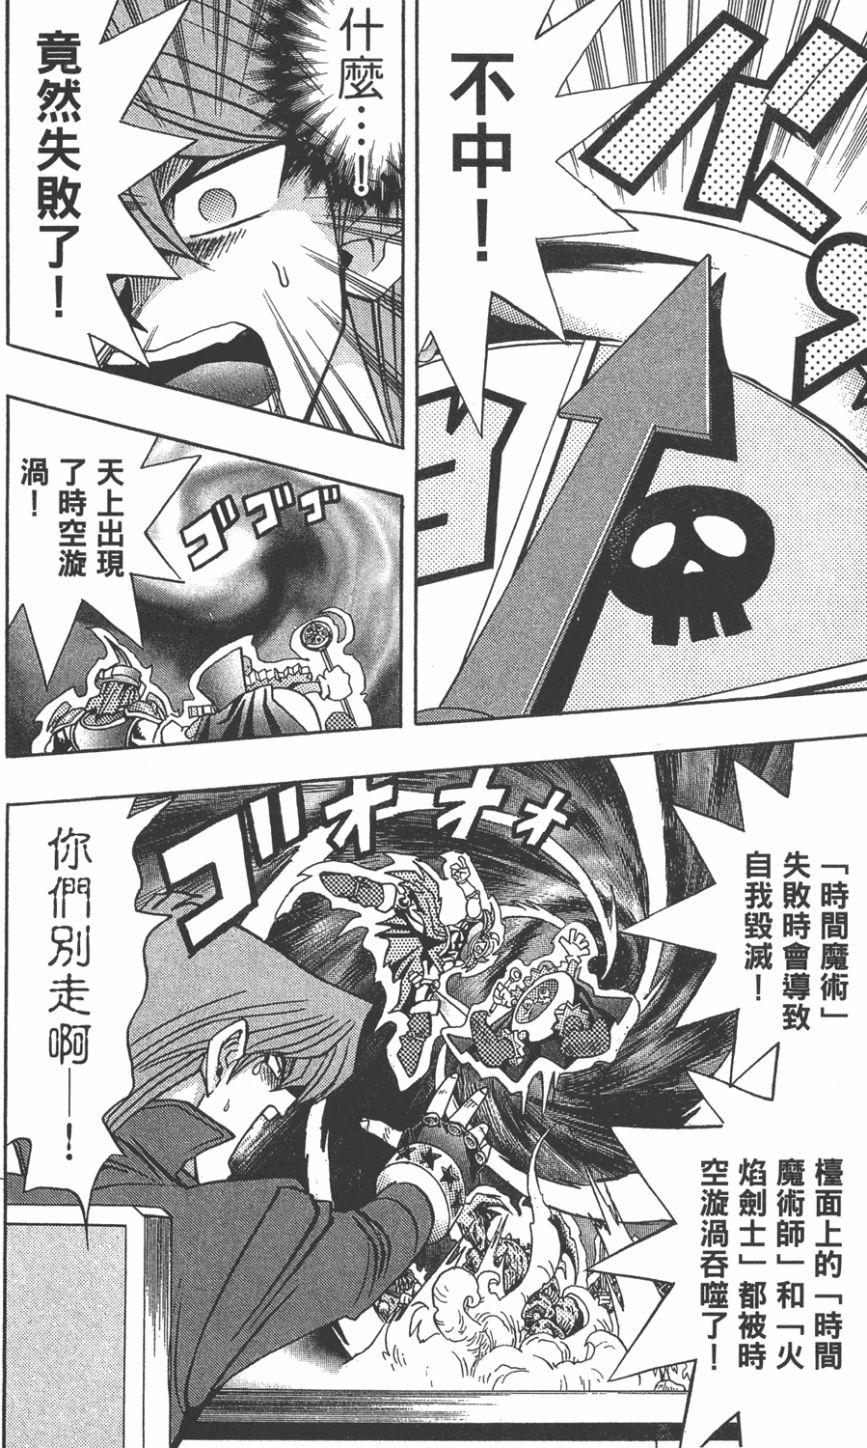 バーン
不中！
什麼…！
竟然失敗了！
ゴゴゴ
天上出現
了時空漩
渦！
「時間魔術」
失敗時會導致
自我毀滅！
ゴオオオ
你們別走啊——！
檯面上的「時間
魔術師」和「火
焰劍士」都被時
空漩渦吞噬了！